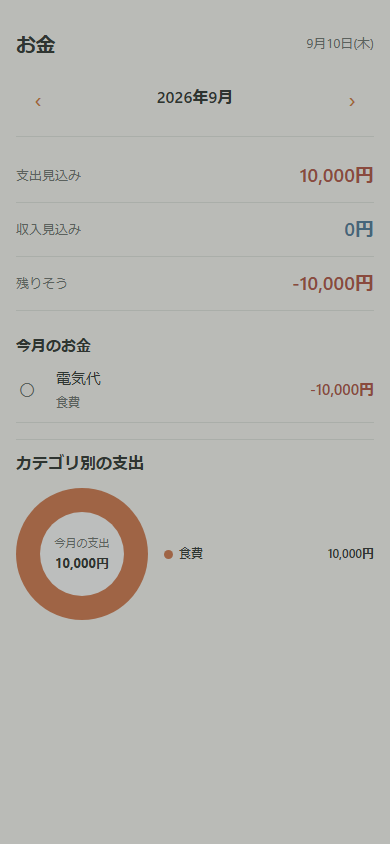 お金
9月10日(木)
‹ 2026年9月 ›
支出見込み 10,000円
収入見込み 0円
残りそう -10,000円
今月のお金
電気代
食費
-10,000円
カテゴリ別の支出
今月の支出
10,000円
食費 10,000円